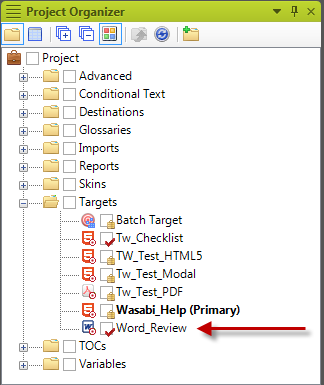 Project Organizer
Project
Advanced
Conditional Text
Destinations
Glossaries
Imports
Reports
Skins
Targets
Batch Target
Tw_Checklist
TW_Test_HTML5
TW_Test_Modal
Tw_Test_PDF
Wasabi_Help (Primary)
Word_Review
TOCs
Variables